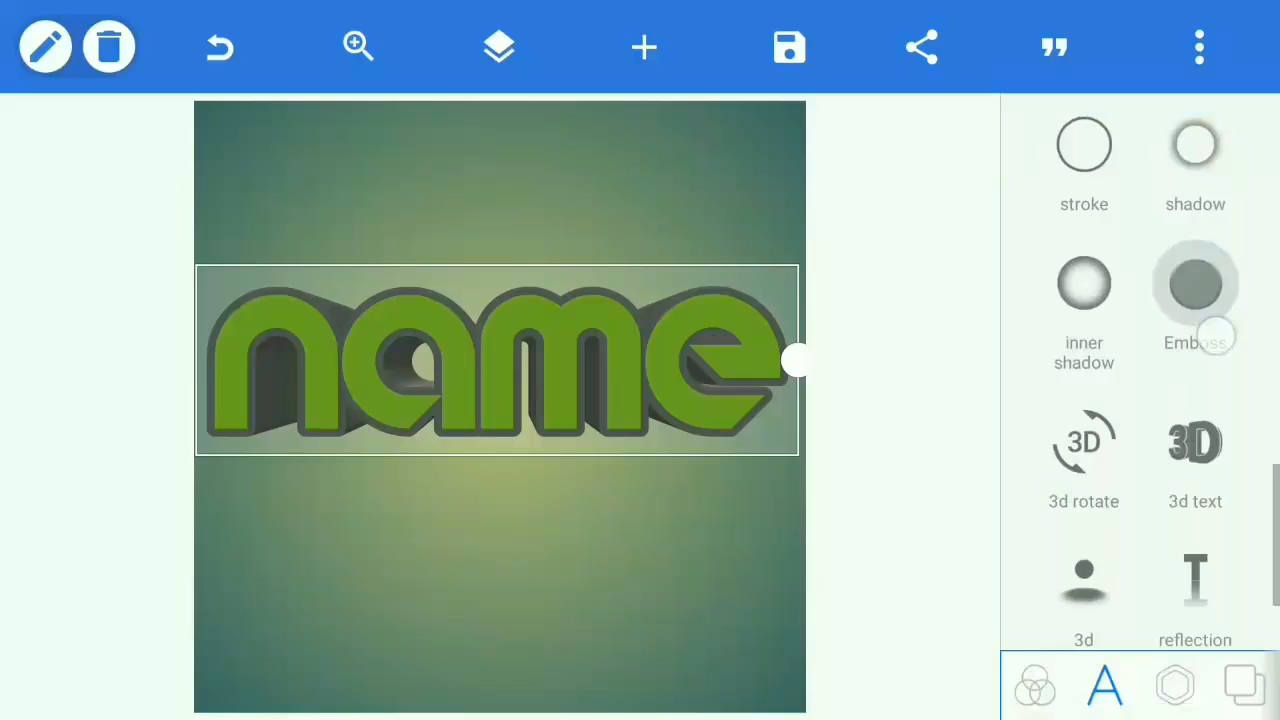 name
stroke
shadow
inner
shadow
Emboss
3D
3d rotate
3D
3d text
3d
T
reflection
A